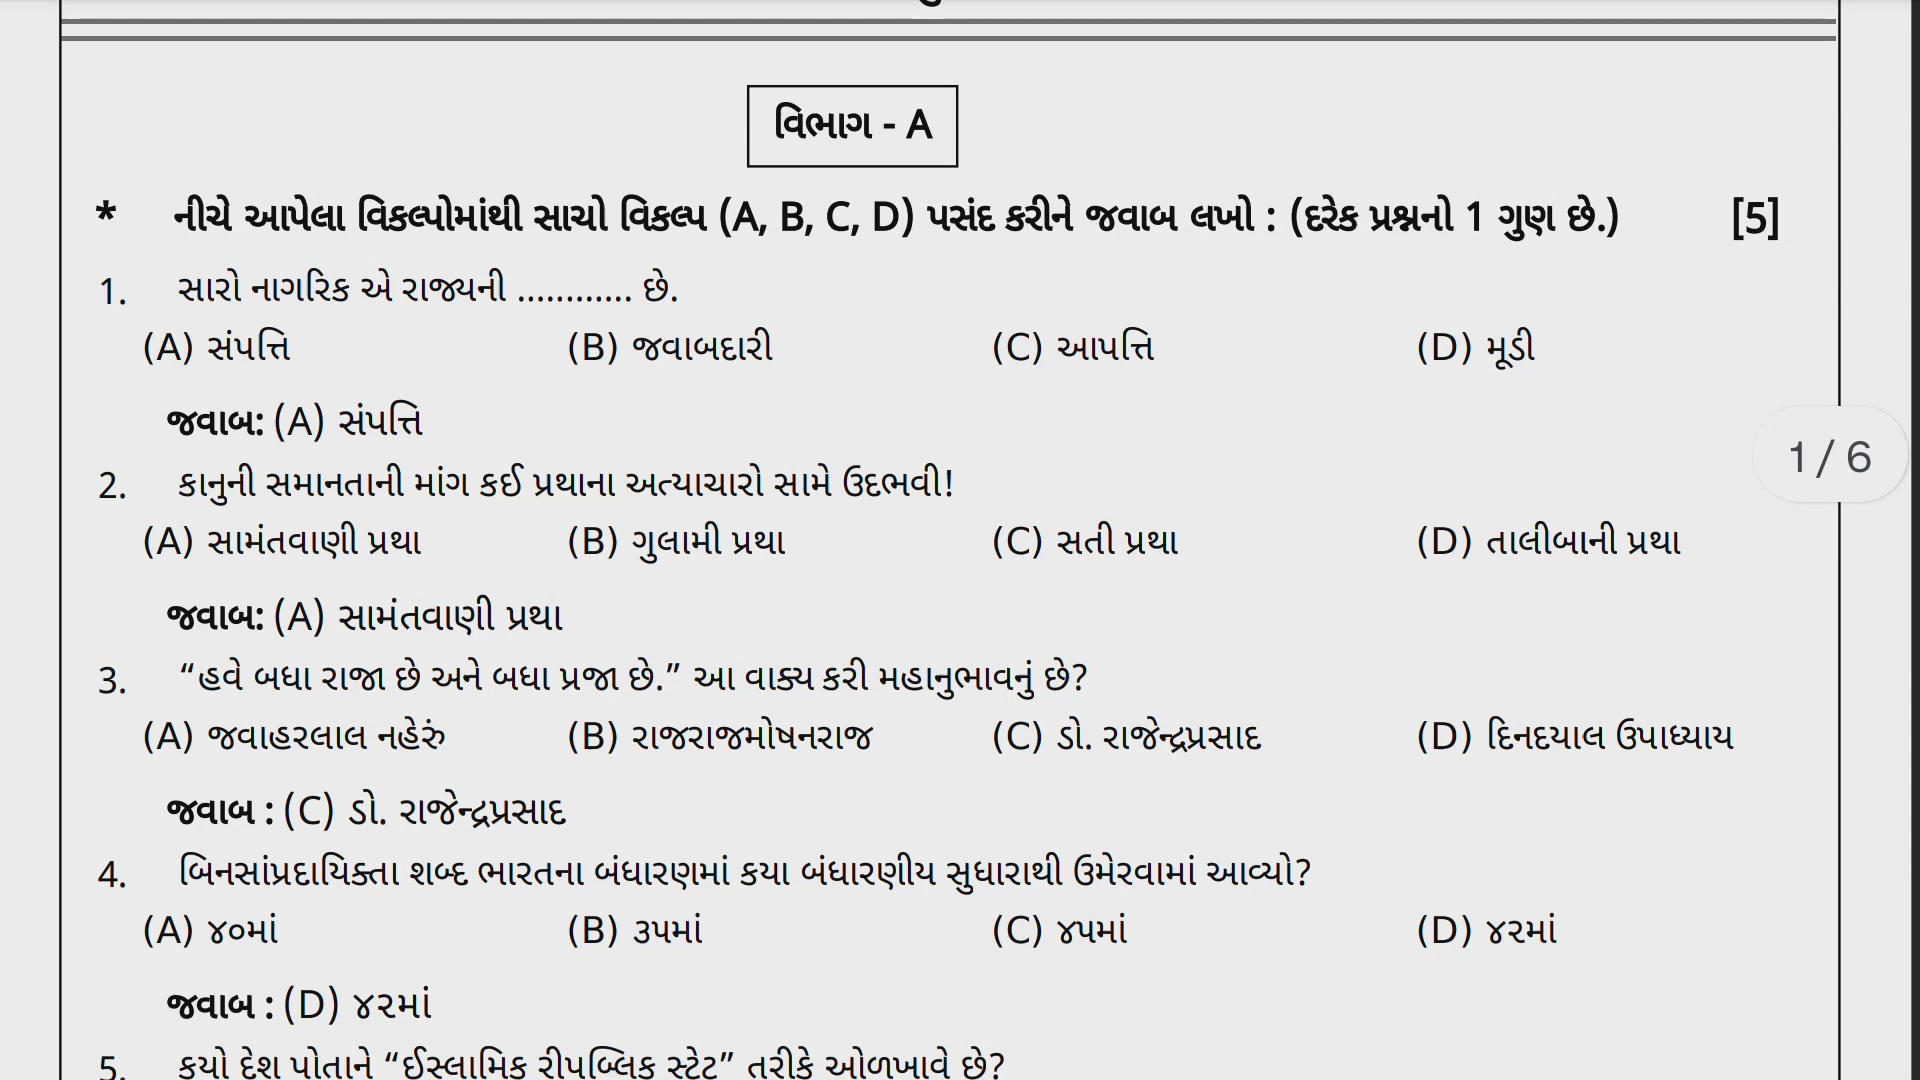 વિભાગ - A
* નીચે આપેલા વિકલ્પોમાંથી સાચો વિકલ્પ (A, B, C, D) પસંદ કરીને જવાબ લખો : (દરેક પ્રશ્નનો 1 ગુણ છે.) [5]
1. સારો નાગરિક એ રાજ્યની ............ છે.
(A) સંપત્તિ (B) જવાબદારી (C) આપત્તિ (D) મૂડી
જવાબ: (A) સંપત્તિ
1 / 6
2. કાનુની સમાનતાની માંગ કઈ પ્રથાના અત્યાચારો સામે ઉદભવી!
(A) સામંતવાણી પ્રથા (B) ગુલામી પ્રથા (C) સતી પ્રથા (D) તાલીબાની પ્રથા
જવાબ: (A) સામંતવાણી પ્રથા
3. “હવે બધા રાજા છે અને બધા પ્રજા છે.” આ વાક્ય કરી મહાનુભાવનું છે?
(A) જવાહરલાલ નહેરું (B) રાજરાજમોષનરાજ (C) ડો. રાજેન્દ્રપ્રસાદ (D) દિનદયાલ ઉપાધ્યાય
જવાબ : (C) ડો. રાજેન્દ્રપ્રસાદ
4. બિનસાંપ્રદાયિક્તા શબ્દ ભારતના બંધારણમાં કયા બંધારણીય સુધારાથી ઉમેરવામાં આવ્યો?
(A) ૪૦માં (B) ૩૫માં (C) ૪૫માં (D) ૪૨માં
જવાબ : (D) ૪૨માં
5. કયો દેશ પોતાને “ઈસ્લામિક રીપબ્લિક સ્ટેટ” તરીકે ઓળખાવે છે?